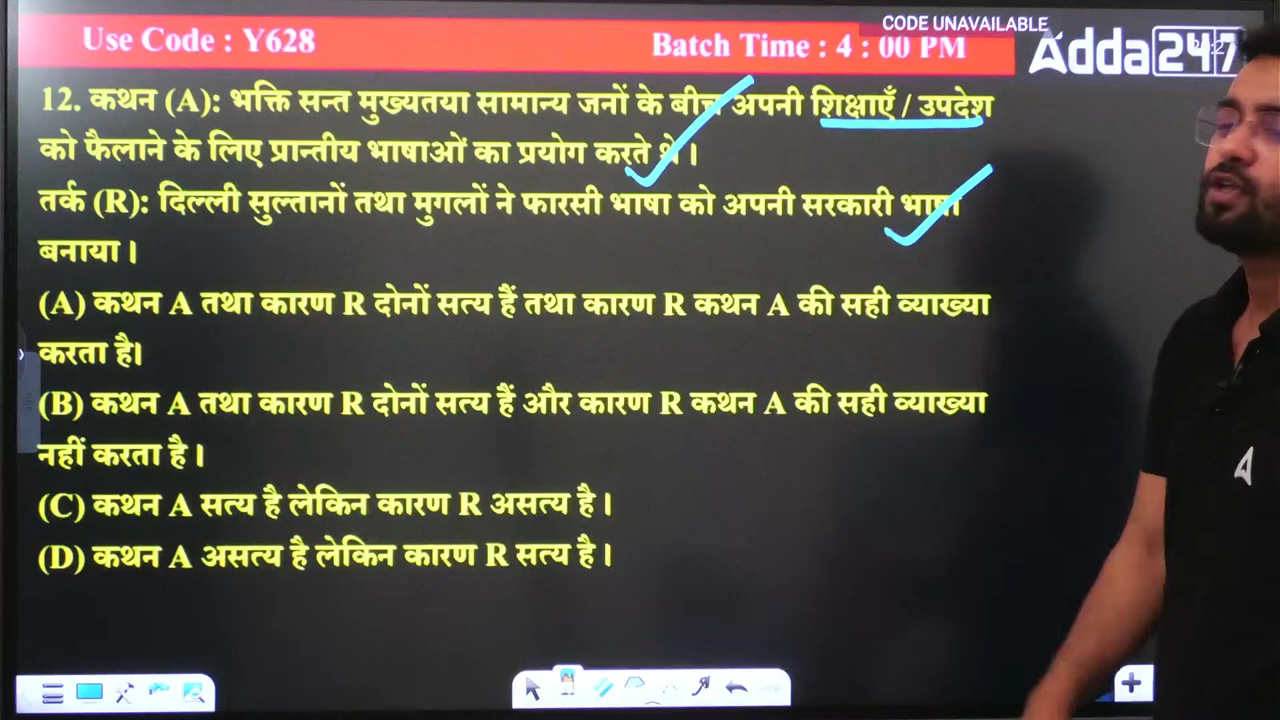 CODE UNAVAILABLE
Use Code : Y628
Batch Time : 4 : 00 PM
Adda247
12. कथन (A): भक्ति सन्त मुख्यतया सामान्य जनों के बीच अपनी शिक्षाएँ / उपदेश
को फैलाने के लिए प्रान्तीय भाषाओं का प्रयोग करते थे।
तर्क (R): दिल्ली सुल्तानों तथा मुगलों ने फारसी भाषा को अपनी सरकारी भाषा
बनाया।
(A) कथन A तथा कारण R दोनों सत्य हैं तथा कारण R कथन A की सही व्याख्या
करता है।
(B) कथन A तथा कारण R दोनों सत्य हैं और कारण R कथन A की सही व्याख्या
नहीं करता है।
(C) कथन A सत्य है लेकिन कारण R असत्य है।
(D) कथन A असत्य है लेकिन कारण R सत्य है।